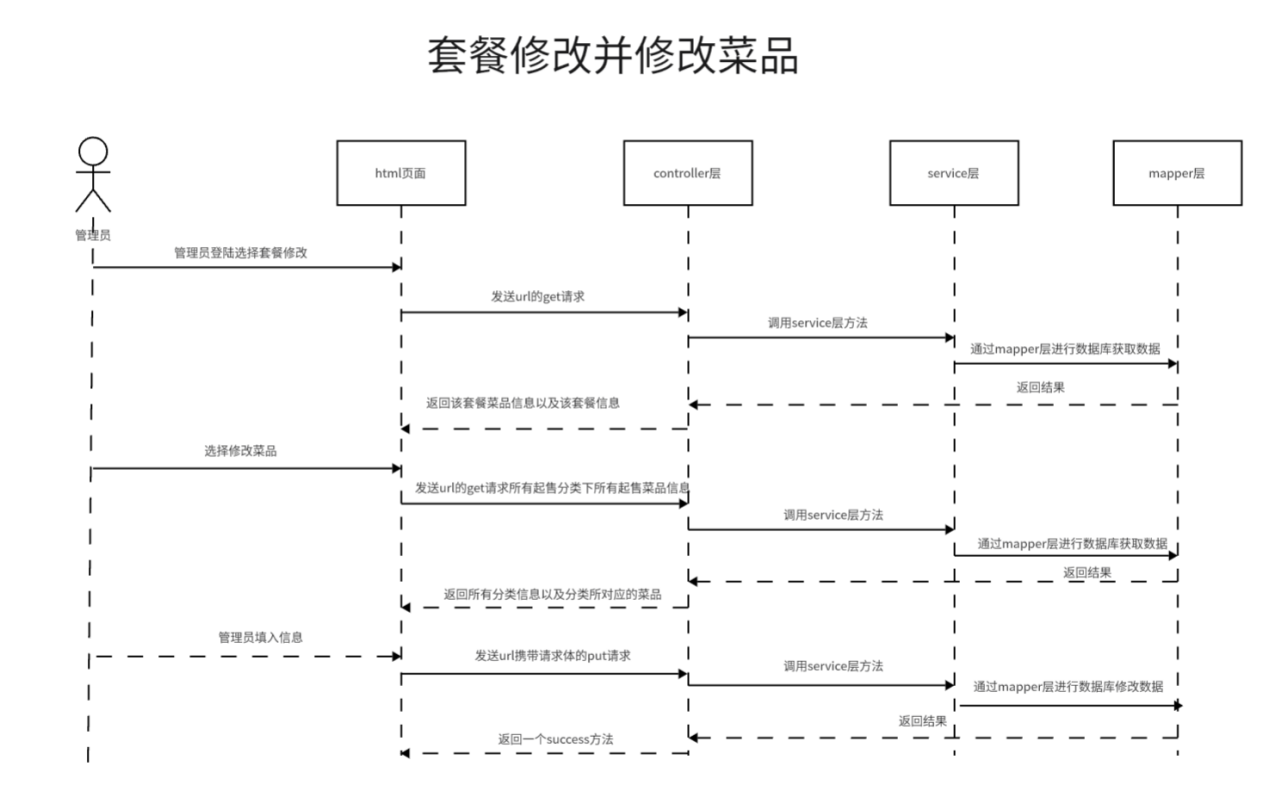 套餐修改并修改菜品
html页面
controller层
service层
mapper层
管理员
管理员登陆选择套餐修改
发送url的get请求
调用service层方法
通过mapper层进行数据库获取数据
返回结果
返回该套餐菜品信息以及该套餐信息
选择修改菜品
发送url的get请求所有起售分类下所有起售菜品信息
调用service层方法
通过mapper层进行数据库获取数据
返回结果
返回所有分类信息以及分类所对应的菜品
管理员填入信息
发送url携带请求体的put请求
调用service层方法
通过mapper层进行数据库修改数据
返回结果
返回一个success方法